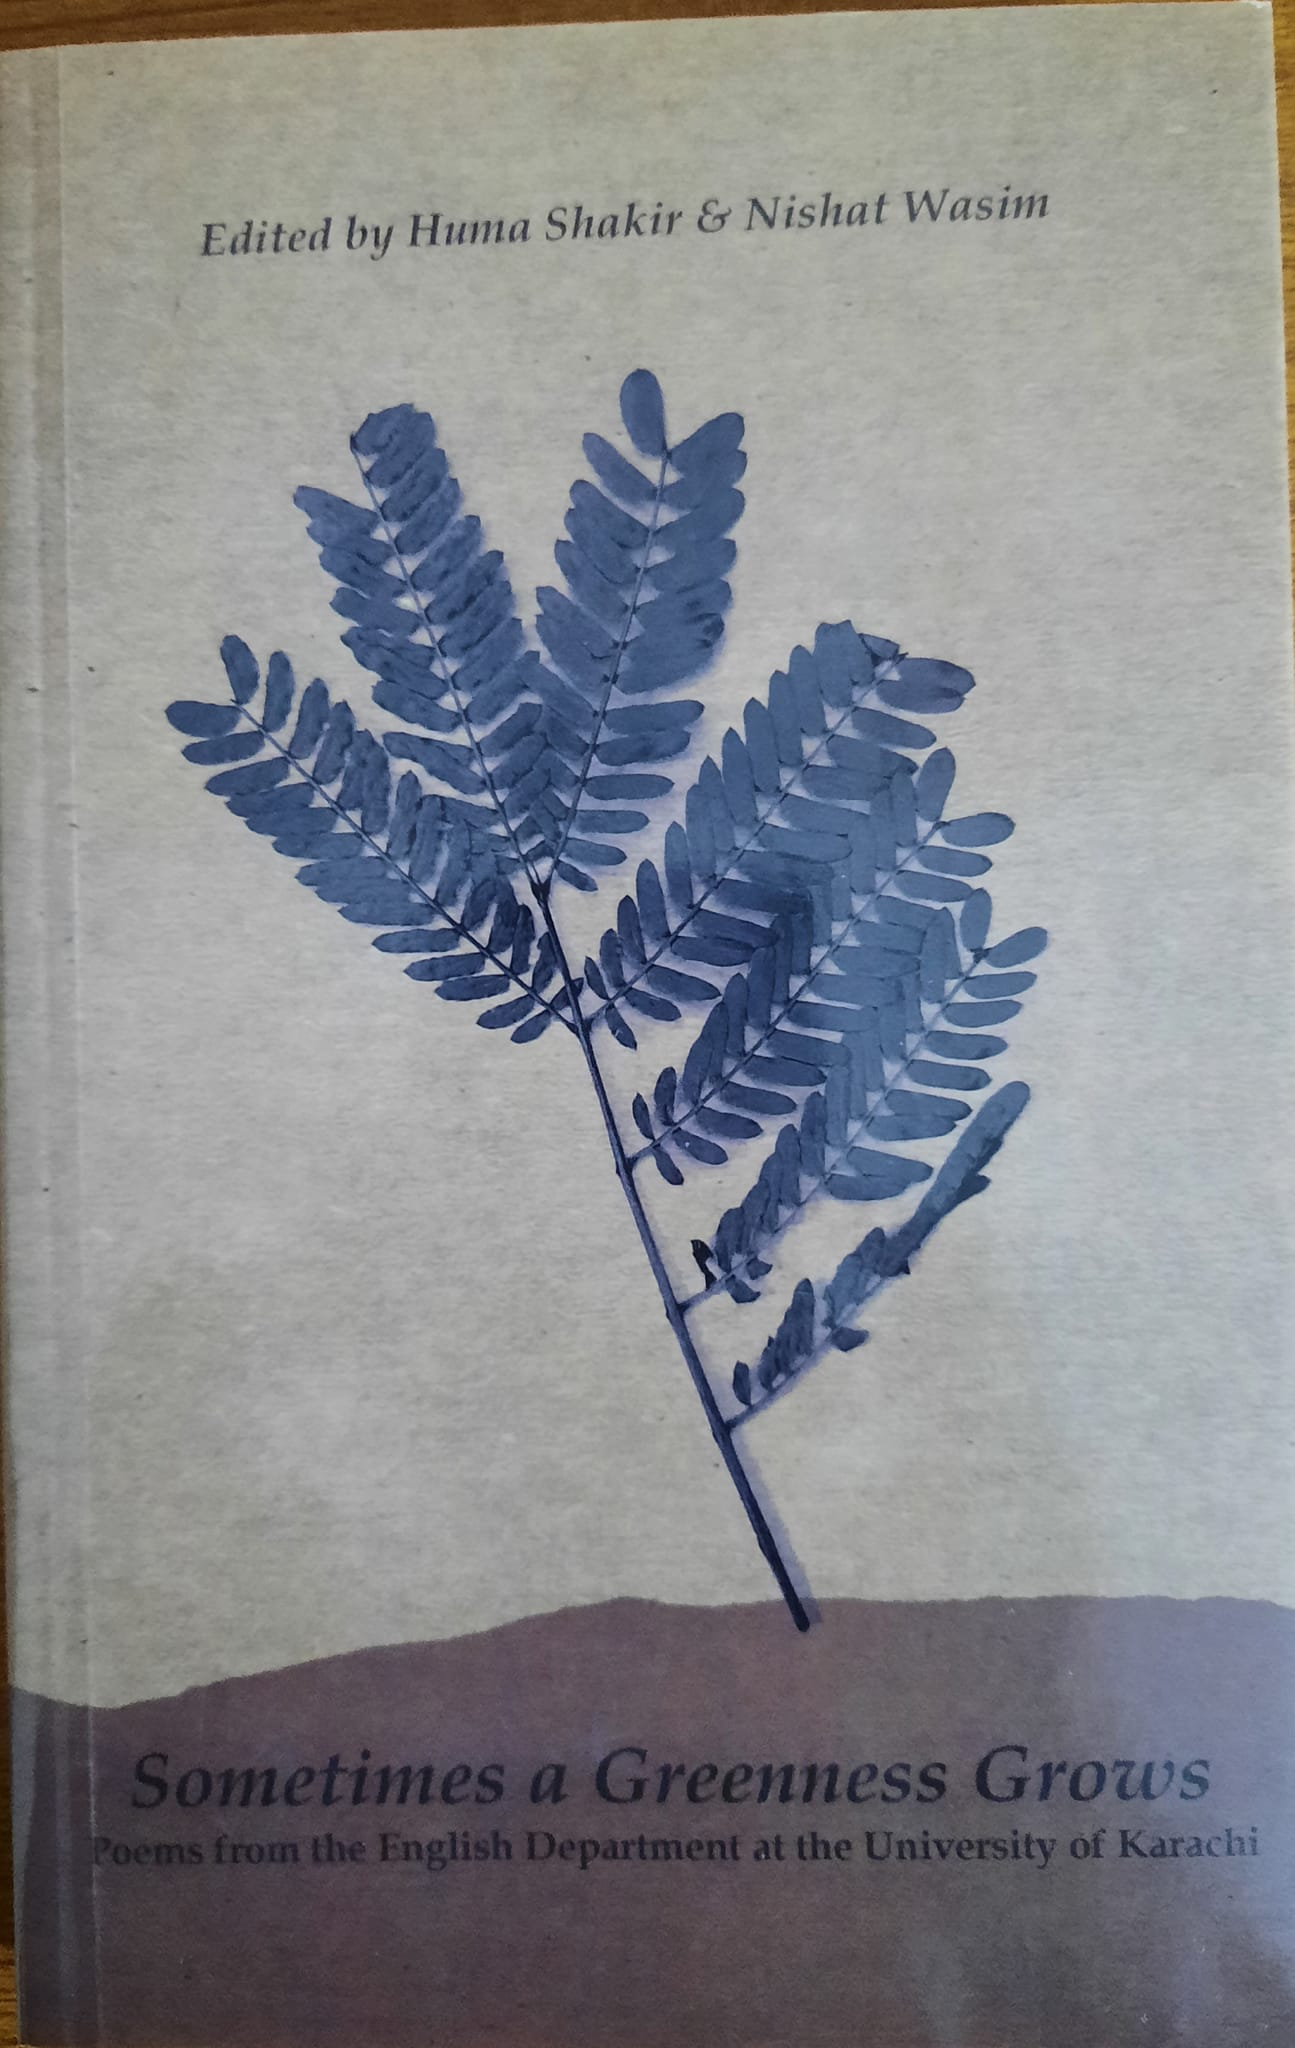 Edited by Huma Shakir & Nishat Wasim
Sometimes a Greenness Grows
Poems from the English Department at the University of Karachi